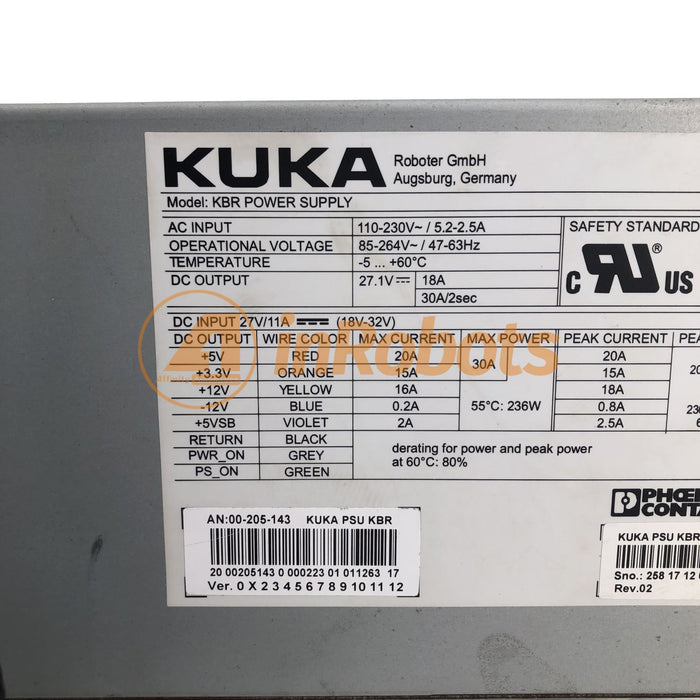 KUKA Roboter GmbH
Augsburg, Germany
Model: KBR POWER SUPPLY
AC INPUT 110-230V~ / 5.2-2.5A SAFETY STANDARD
OPERATIONAL VOLTAGE 85-264V~ / 47-63Hz
TEMPERATURE -5 ... +60°C
DC OUTPUT 27.1V 18A
30A/2sec
C RU US ®
DC INPUT 27V/11A (18V-32V)
DC OUTPUT WIRE COLOR MAX CURRENT MAX POWER PEAK CURRENT
+5V RED 20A 30A 20A
+3.3V ORANGE 15A 15A
+12V YELLOW 16A 55°C: 236W 18A
-12V BLUE 0.2A 0.8A
+5VSB VIOLET 2A 2.5A
RETURN BLACK derating for power and peak power
PWR_ON GREY at 60°C: 80%
PS_ON GREEN
inRobots
AN:00-205-143 KUKA PSU KBR
20 00205143 0 000223 01 011263 17
Ver. 0 X 2 3 4 5 6 7 8 9 10 11 12
KUKA PSU KBR
Sno.: 258 17 12
Rev.02